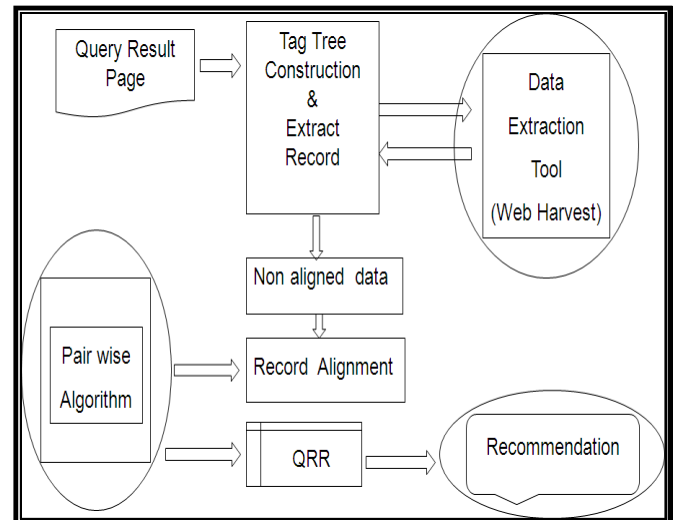 Query Result
Page
Tag Tree
Construction
&
Extract
Record
Data
Extraction
Tool
(Web Harvest)
Non aligned data
Pair wise
Algorithm
Record Alignment
QRR
Recommendation